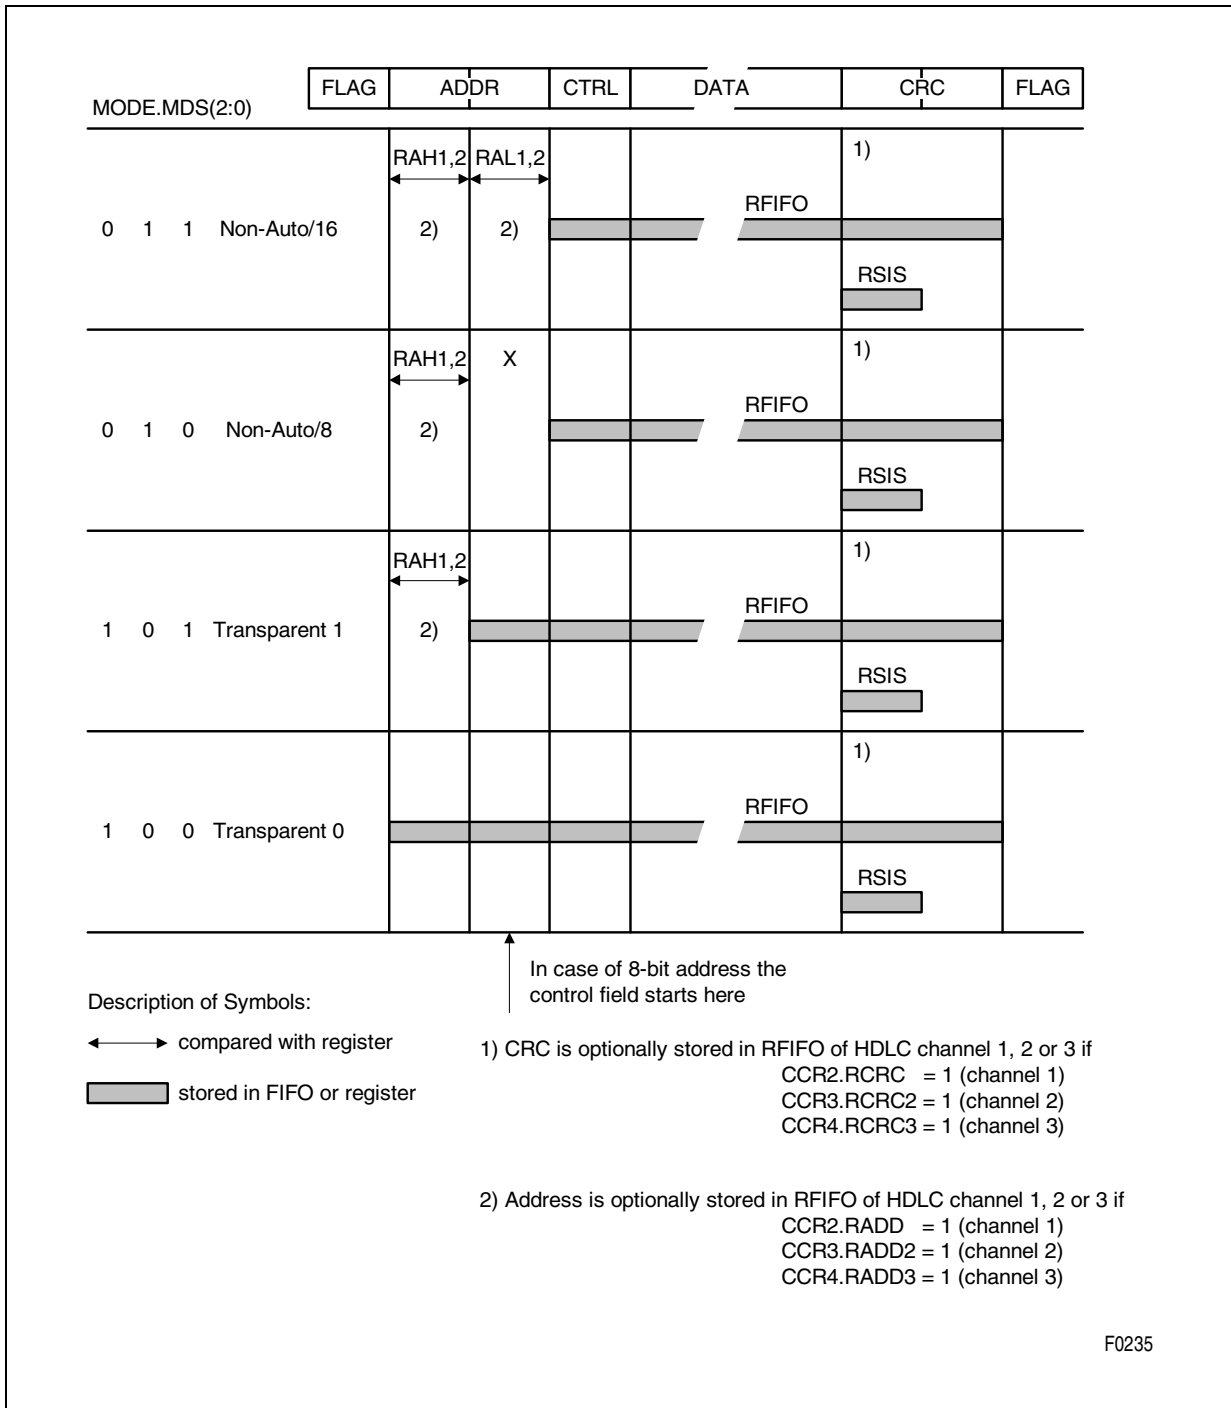 FLAG ADDR CTRL DATA CRC FLAG
MODE.MDS(2:0)
RAH1,2 RAL1,2 1)
RFIFO
0 1 1 Non-Auto/16 2) 2)
RSIS
RAH1,2 X 1)
RFIFO
0 1 0 Non-Auto/8 2)
RSIS
RAH1,2 1)
RFIFO
1 0 1 Transparent 1 2)
RSIS
1)
RFIFO
1 0 0 Transparent 0
RSIS
In case of 8-bit address the
control field starts here
Description of Symbols:
compared with register
stored in FIFO or register
1) CRC is optionally stored in RFIFO of HDLC channel 1, 2 or 3 if
CCR2.RCRC = 1 (channel 1)
CCR3.RCRC2 = 1 (channel 2)
CCR4.RCRC3 = 1 (channel 3)
2) Address is optionally stored in RFIFO of HDLC channel 1, 2 or 3 if
CCR2.RADD = 1 (channel 1)
CCR3.RADD2 = 1 (channel 2)
CCR4.RADD3 = 1 (channel 3)
F0235